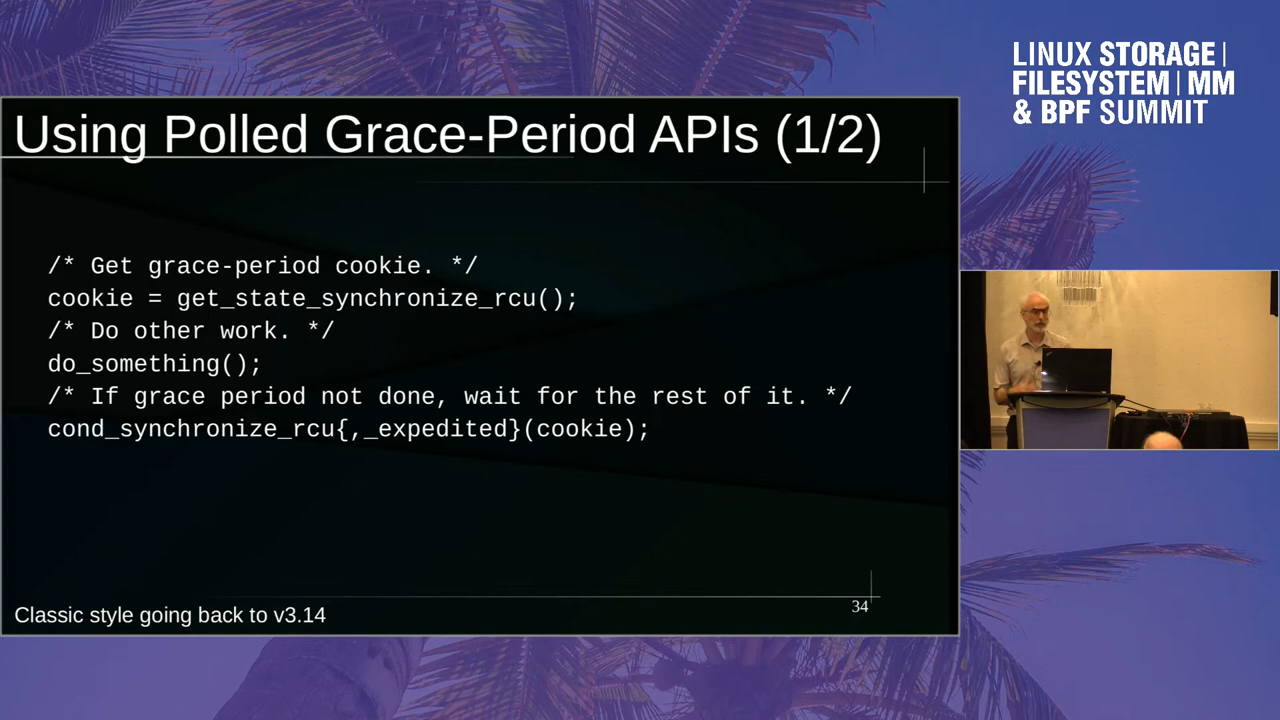 LINUX STORAGE |
FILESYSTEM | MM
& BPF SUMMIT
Using Polled Grace-Period APIs (1/2)
/* Get grace-period cookie. */
cookie = get_state_synchronize_rcu();
/* Do other work. */
do_something();
/* If grace period not done, wait for the rest of it. */
cond_synchronize_rcu{,_expedited}(cookie);
34
Classic style going back to v3.14